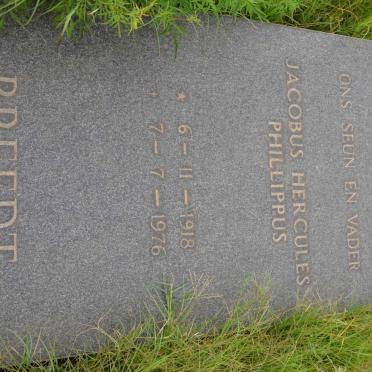 ONS SEUN EN VADER
JACOBUS HERCULES
PHILLIPPUS
* 6 – 11 – 1918
7 – 7 – 1976